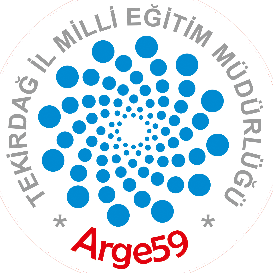 TEKİRDAĞ İL MİLLİ EĞİTİM MÜDÜRLÜĞÜ
* Arge59 *